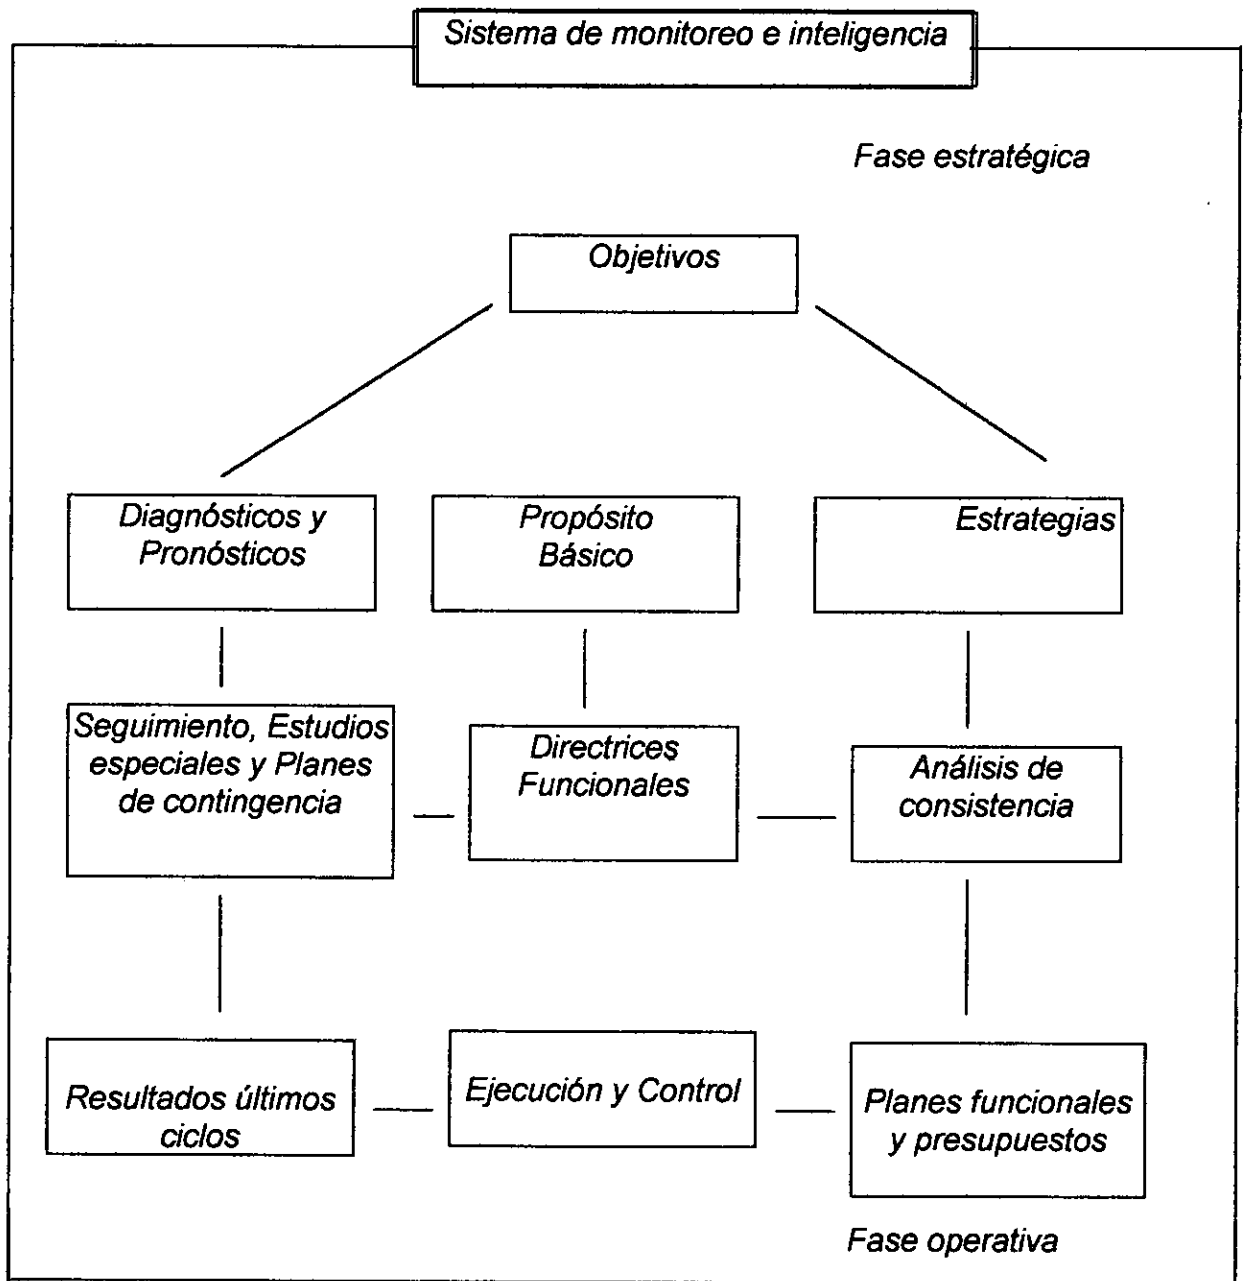 Sistema de monitoreo e inteligencia
Fase estratégica
Objetivos
Diagnósticos y
Pronósticos
Propósito
Básico
Estrategias
Seguimiento, Estudios
especiales y Planes
de contingencia
Directrices
Funcionales
Análisis de
consistencia
Resultados últimos
ciclos
Ejecución y Control
Planes funcionales
y presupuestos
Fase operativa